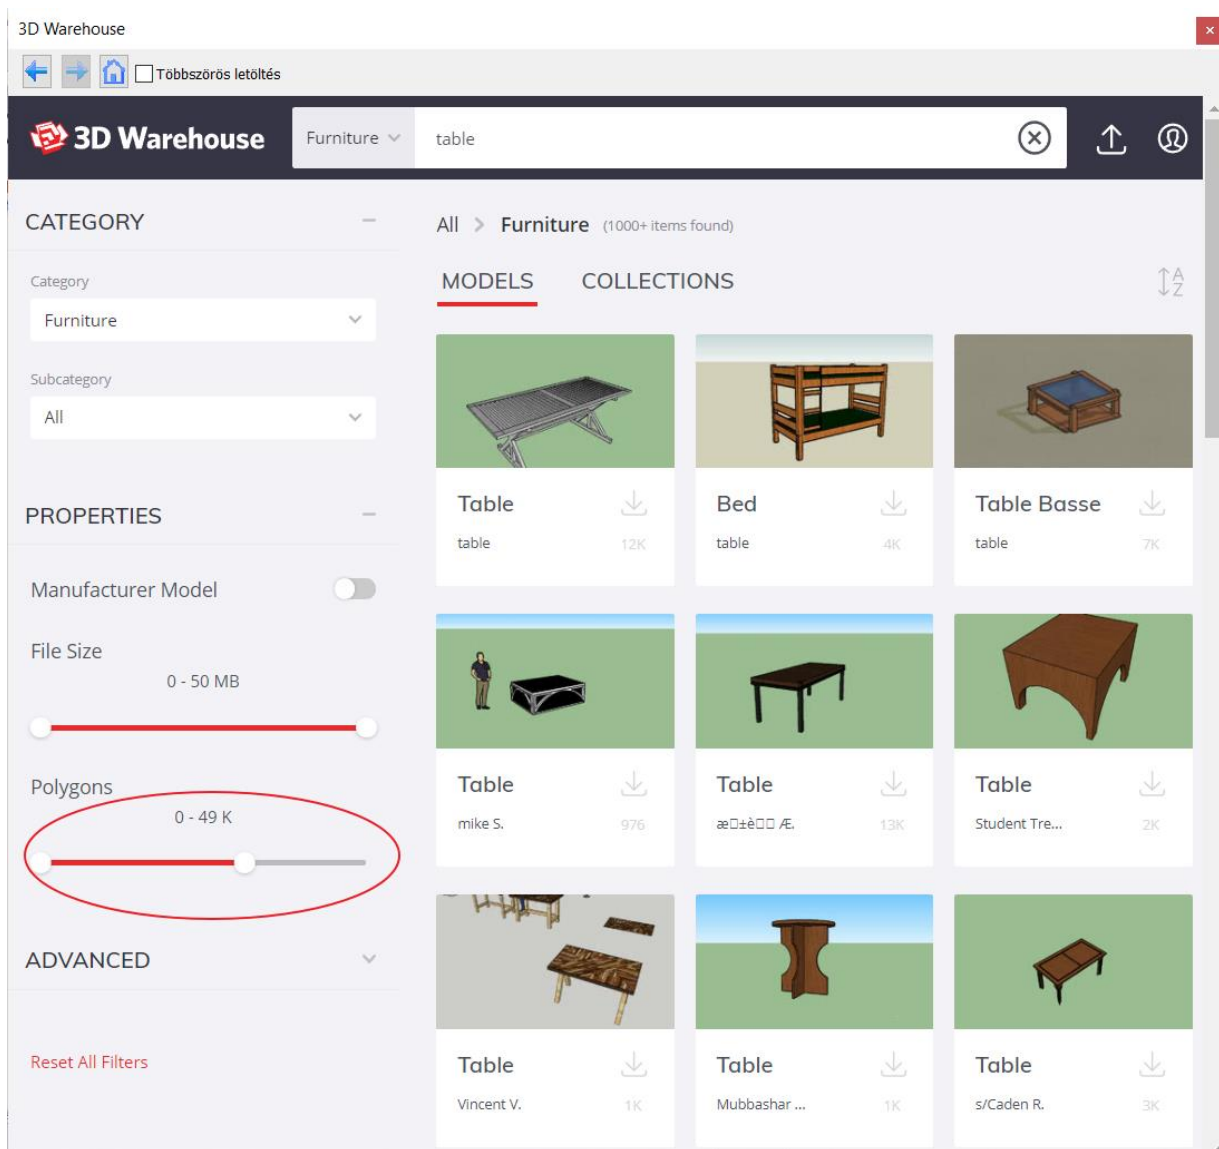 3D Warehouse
Többszörös letöltés
3D Warehouse
Furniture
table
CATEGORY
Category
Furniture
Subcategory
All
PROPERTIES
Manufacturer Model
File Size
0 - 50 MB
Polygons
0 - 49 K
ADVANCED
Reset All Filters
All > Furniture (1000+ items found)
MODELS COLLECTIONS
A
Z
Table
table 12K
Bed
table 4K
Table Basse
table 7K
Table
mike S. 976
Table
æ□±è□□ Æ. 13K
Table
Student Tre... 2K
Table
Vincent V. 1K
Table
Mubbashar ... 1K
Table
s/Caden R. 3K